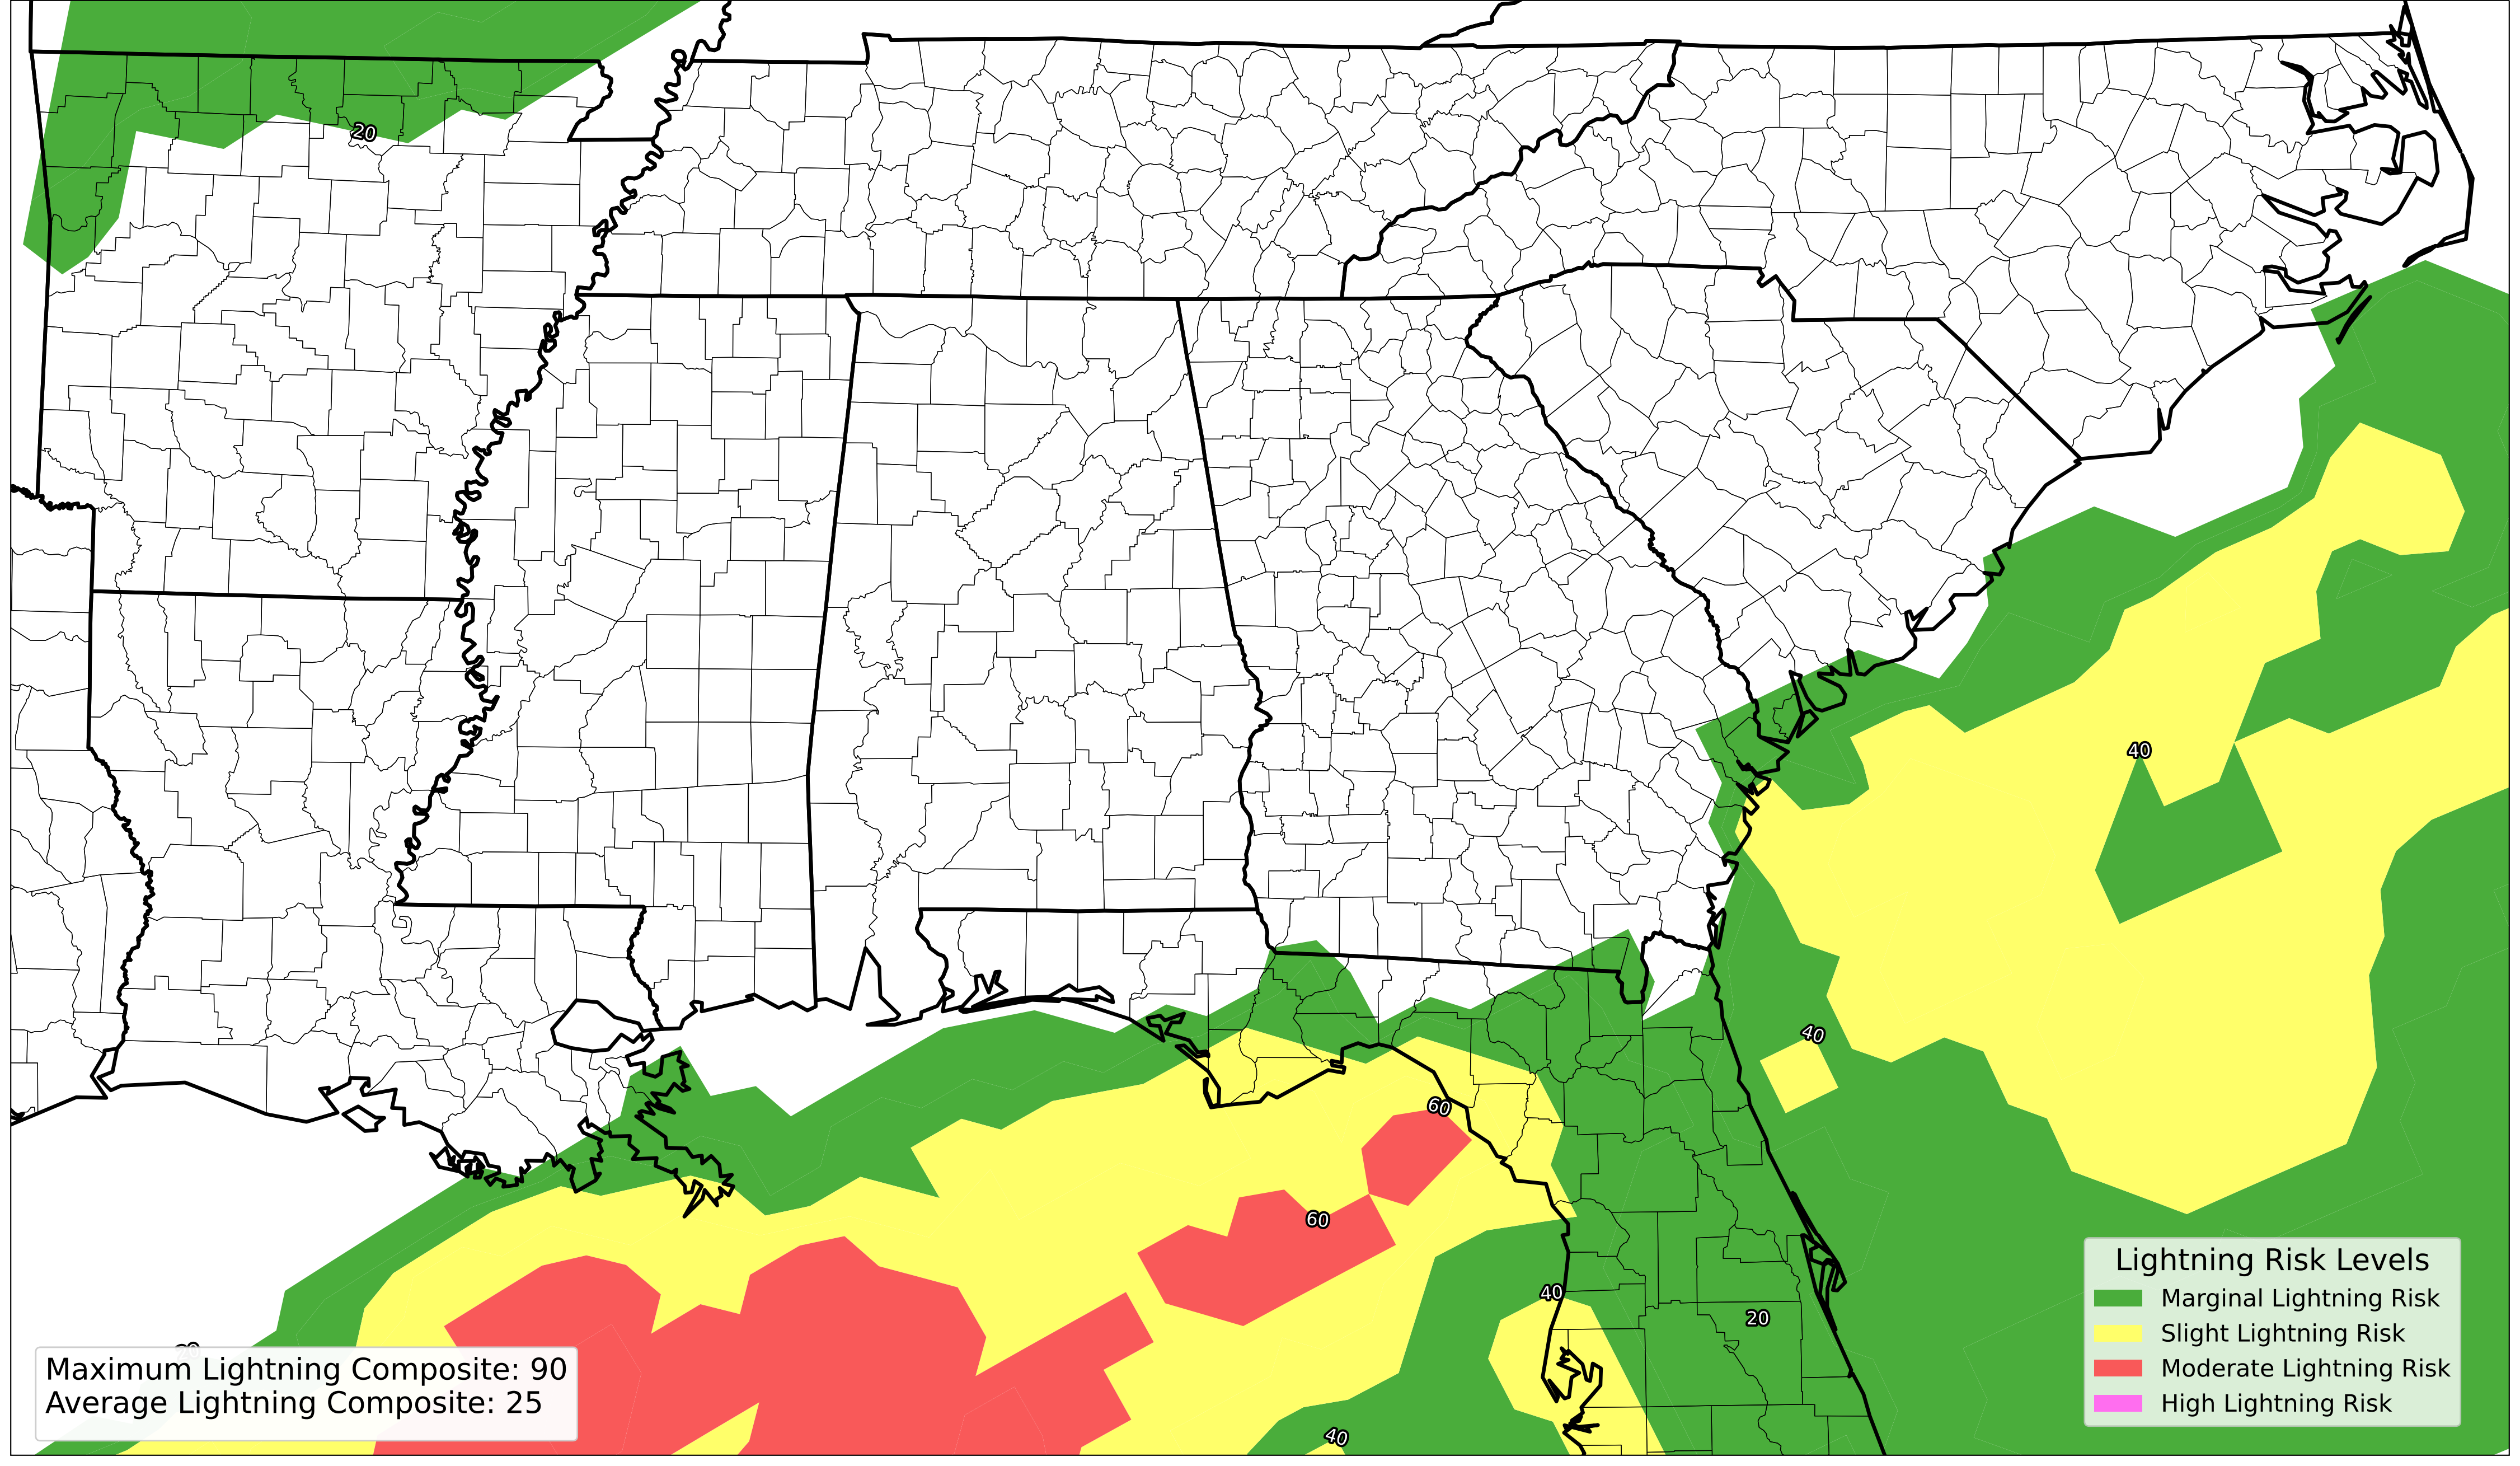 20
40
40
60
60
40
20
40
Maximum Lightning Composite: 90
Average Lightning Composite: 25
Lightning Risk Levels
Marginal Lightning Risk
Slight Lightning Risk
Moderate Lightning Risk
High Lightning Risk